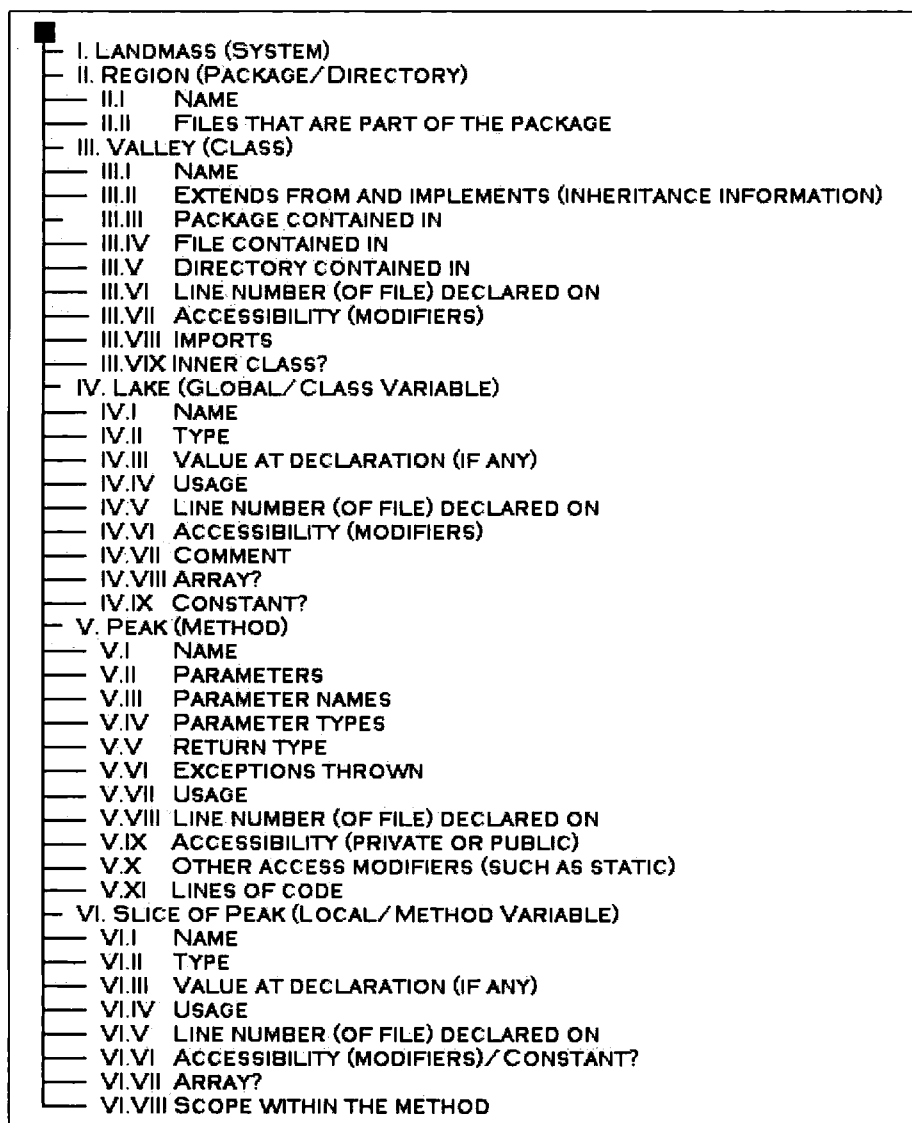 I. LANDMASS (SYSTEM)
II. REGION (PACKAGE/DIRECTORY)
II.I NAME
II.II FILES THAT ARE PART OF THE PACKAGE
III. VALLEY (CLASS)
III.I NAME
III.II EXTENDS FROM AND IMPLEMENTS (INHERITANCE INFORMATION)
III.III PACKAGE CONTAINED IN
III.IV FILE CONTAINED IN
III.V DIRECTORY CONTAINED IN
III.VI LINE NUMBER (OF FILE) DECLARED ON
III.VII ACCESSIBILITY (MODIFIERS)
III.VIII IMPORTS
III.VIX INNER CLASS?
IV. LAKE (GLOBAL/CLASS VARIABLE)
IV.I NAME
IV.II TYPE
IV.III VALUE AT DECLARATION (IF ANY)
IV.IV USAGE
IV.V LINE NUMBER (OF FILE) DECLARED ON
IV.VI ACCESSIBILITY (MODIFIERS)
IV.VII COMMENT
IV.VIII ARRAY?
IV.IX CONSTANT?
V. PEAK (METHOD)
V.I NAME
V.II PARAMETERS
V.III PARAMETER NAMES
V.IV PARAMETER TYPES
V.V RETURN TYPE
V.VI EXCEPTIONS THROWN
V.VII USAGE
V.VIII LINE NUMBER (OF FILE) DECLARED ON
V.IX ACCESSIBILITY (PRIVATE OR PUBLIC)
V.X OTHER ACCESS MODIFIERS (SUCH AS STATIC)
V.XI LINES OF CODE
VI. SLICE OF PEAK (LOCAL/METHOD VARIABLE)
VI.I NAME
VI.II TYPE
VI.III VALUE AT DECLARATION (IF ANY)
VI.IV USAGE
VI.V LINE NUMBER (OF FILE) DECLARED ON
VI.VI ACCESSIBILITY (MODIFIERS)/CONSTANT?
VI.VII ARRAY?
VI.VIII SCOPE WITHIN THE METHOD